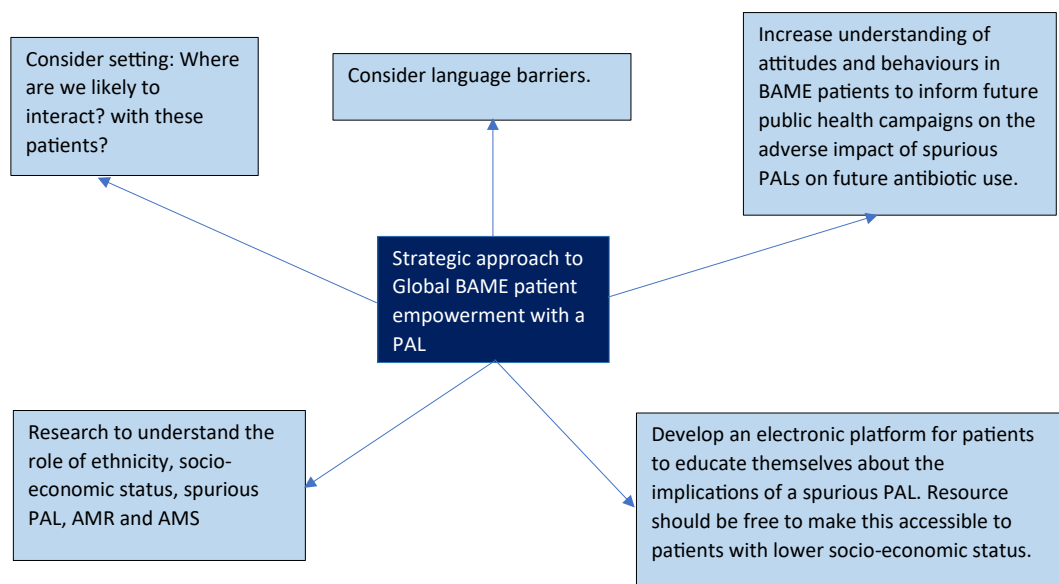 Consider setting: Where
are we likely to
interact? with these
patients?
Consider language barriers.
Increase understanding of
attitudes and behaviours in
BAME patients to inform future
public health campaigns on the
adverse impact of spurious
PALs on future antibiotic use.
Strategic approach to
Global BAME patient
empowerment with a
PAL
Research to understand the
role of ethnicity, socio-
economic status, spurious
PAL, AMR and AMS
Develop an electronic platform for patients
to educate themselves about the
implications of a spurious PAL. Resource
should be free to make this accessible to
patients with lower socio-economic status.